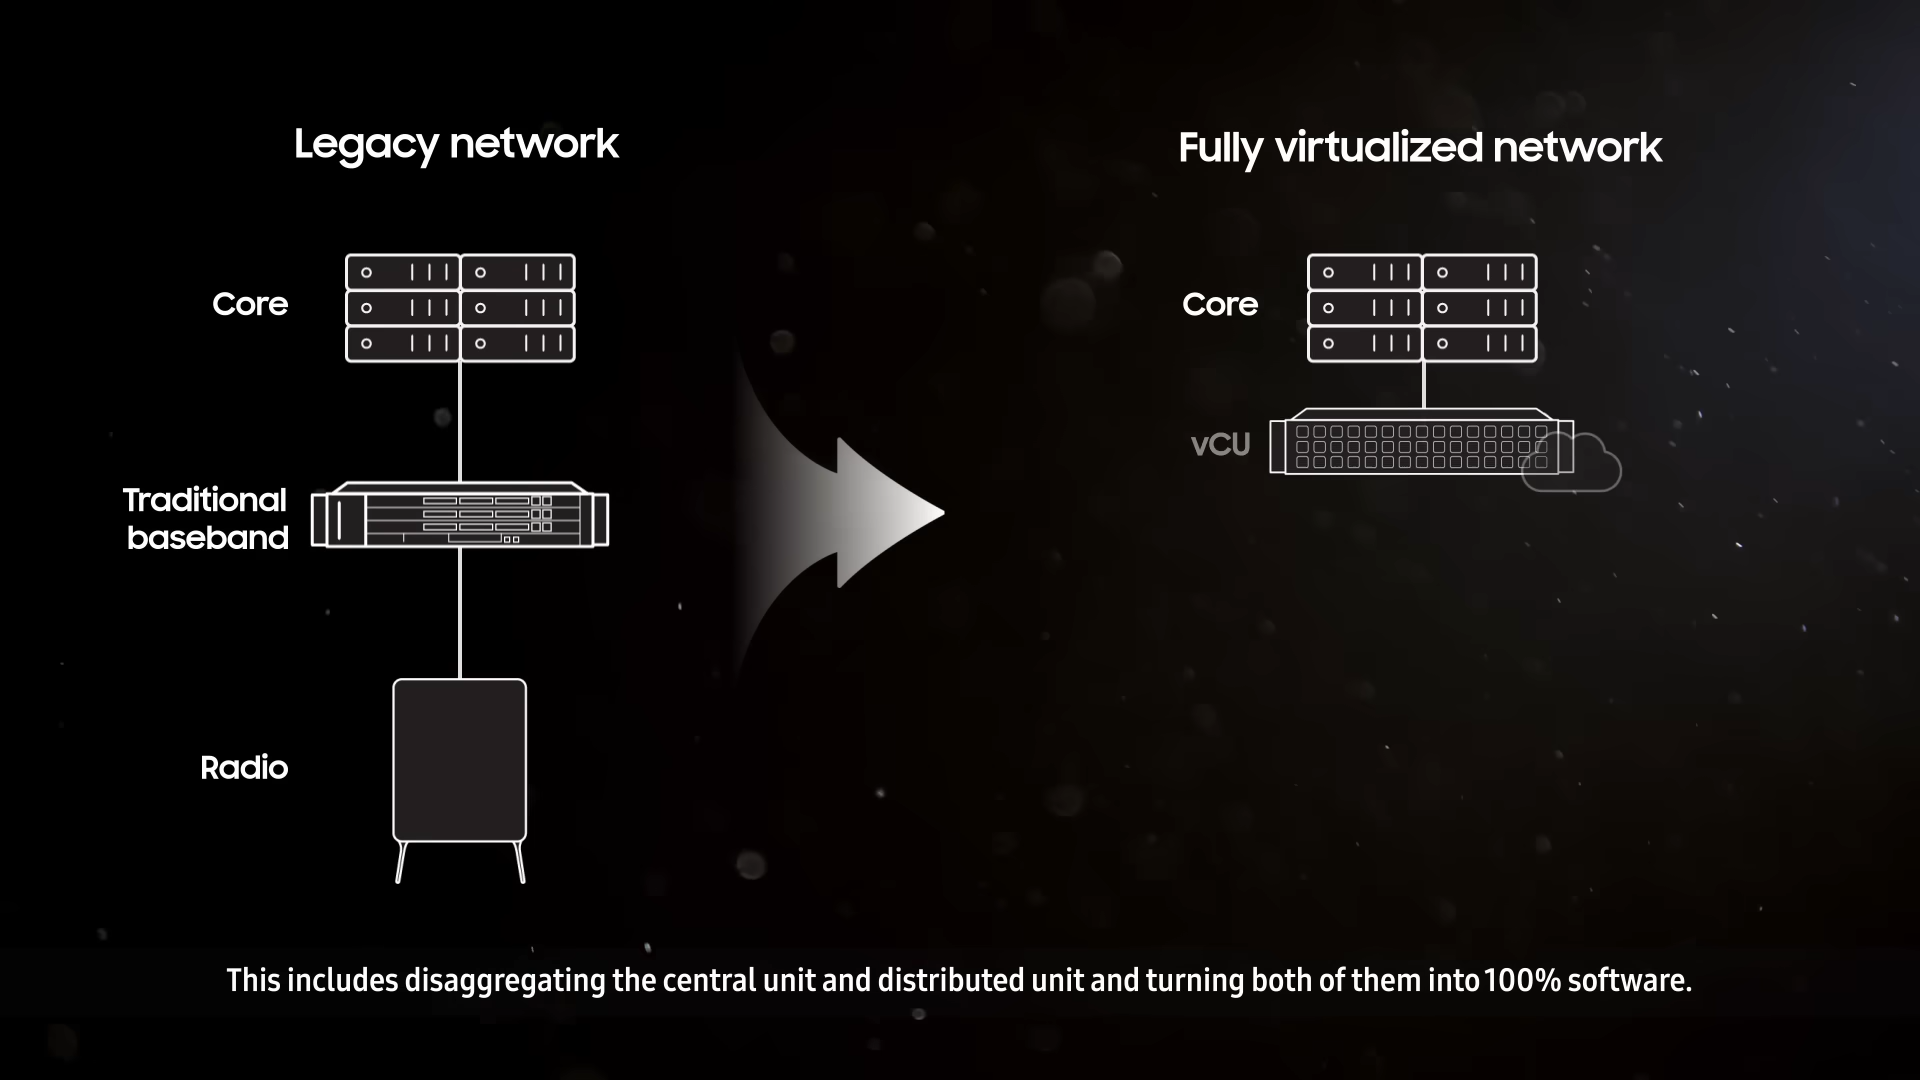 Legacy network
Core
Traditional
baseband
Radio
Fully virtualized network
Core
vCU
This includes disaggregating the central unit and distributed unit and turning both of them into 100% software.